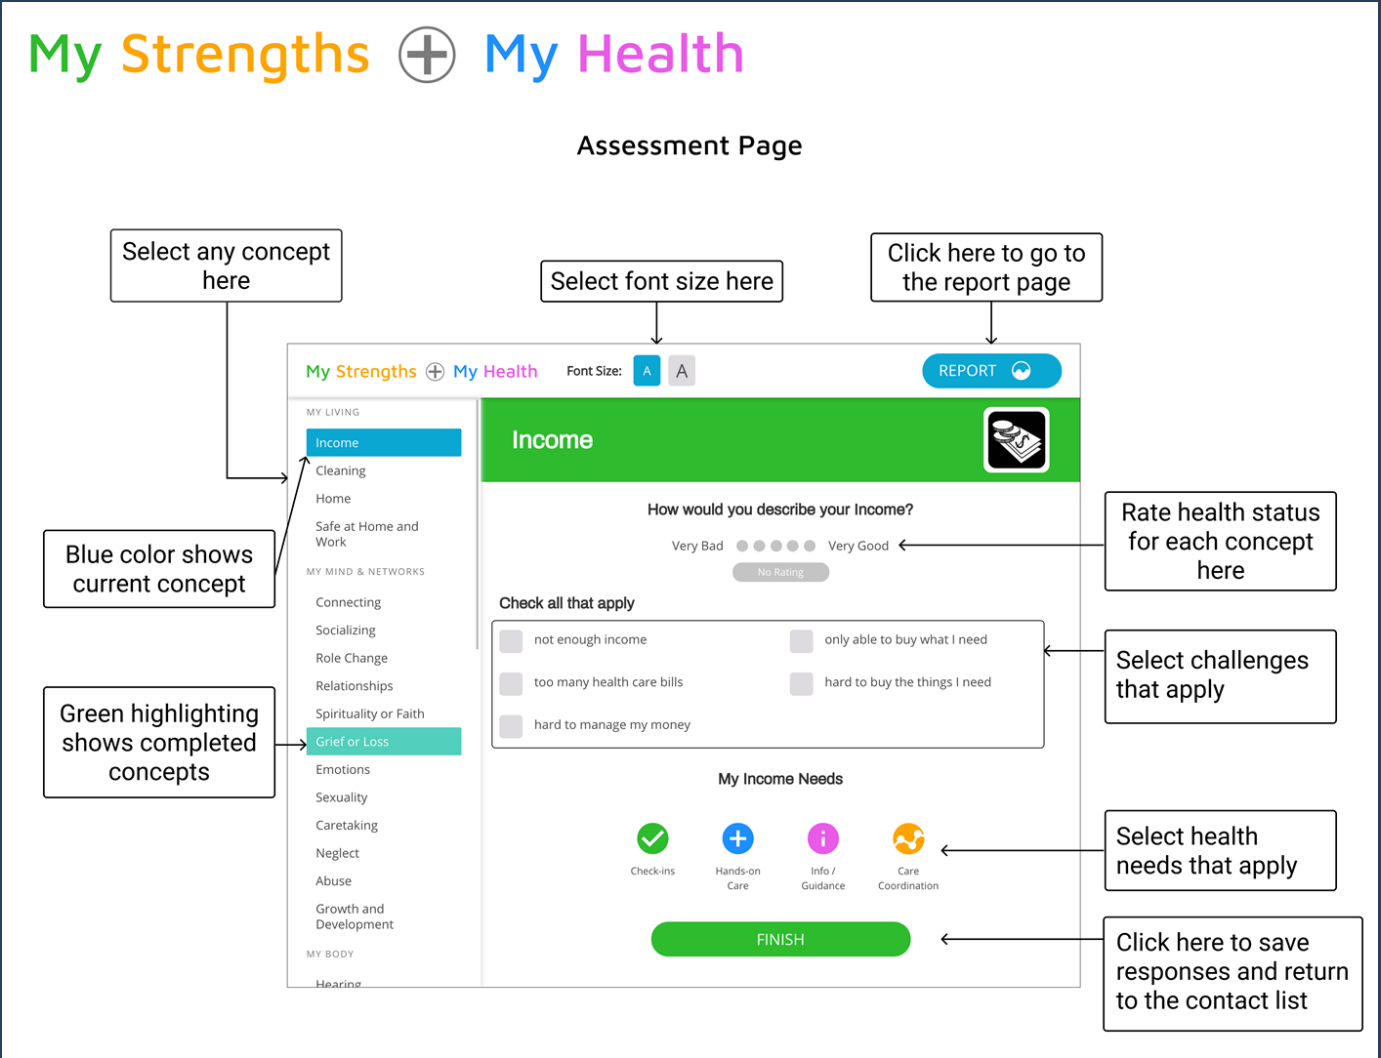 My Strengths + My Health
Assessment Page
Select any concept
here
Select font size here
Click here to go to
the report page
My Strengths + My Health
Font Size:
A
A
REPORT
MY LIVING
Income
Cleaning
Home
Safe at Home and
Work
MY MIND & NETWORKS
Connecting
Socializing
Role Change
Relationships
Spirituality or Faith
Grief or Loss
Emotions
Sexuality
Caretaking
Neglect
Abuse
Growth and
Development
MY BODY
Hearing
Blue color shows
current concept
Green highlighting
shows completed
concepts
Income
How would you describe your Income?
Very Bad
Very Good
No Rating
Check all that apply
not enough income
only able to buy what I need
too many health care bills
hard to buy the things I need
hard to manage my money
My Income Needs
Check-ins
Hands-on
Care
Info /
Guidance
Care
Coordination
FINISH
Rate health status
for each concept
here
Select challenges
that apply
Select health
needs that apply
Click here to save
responses and return
to the contact list